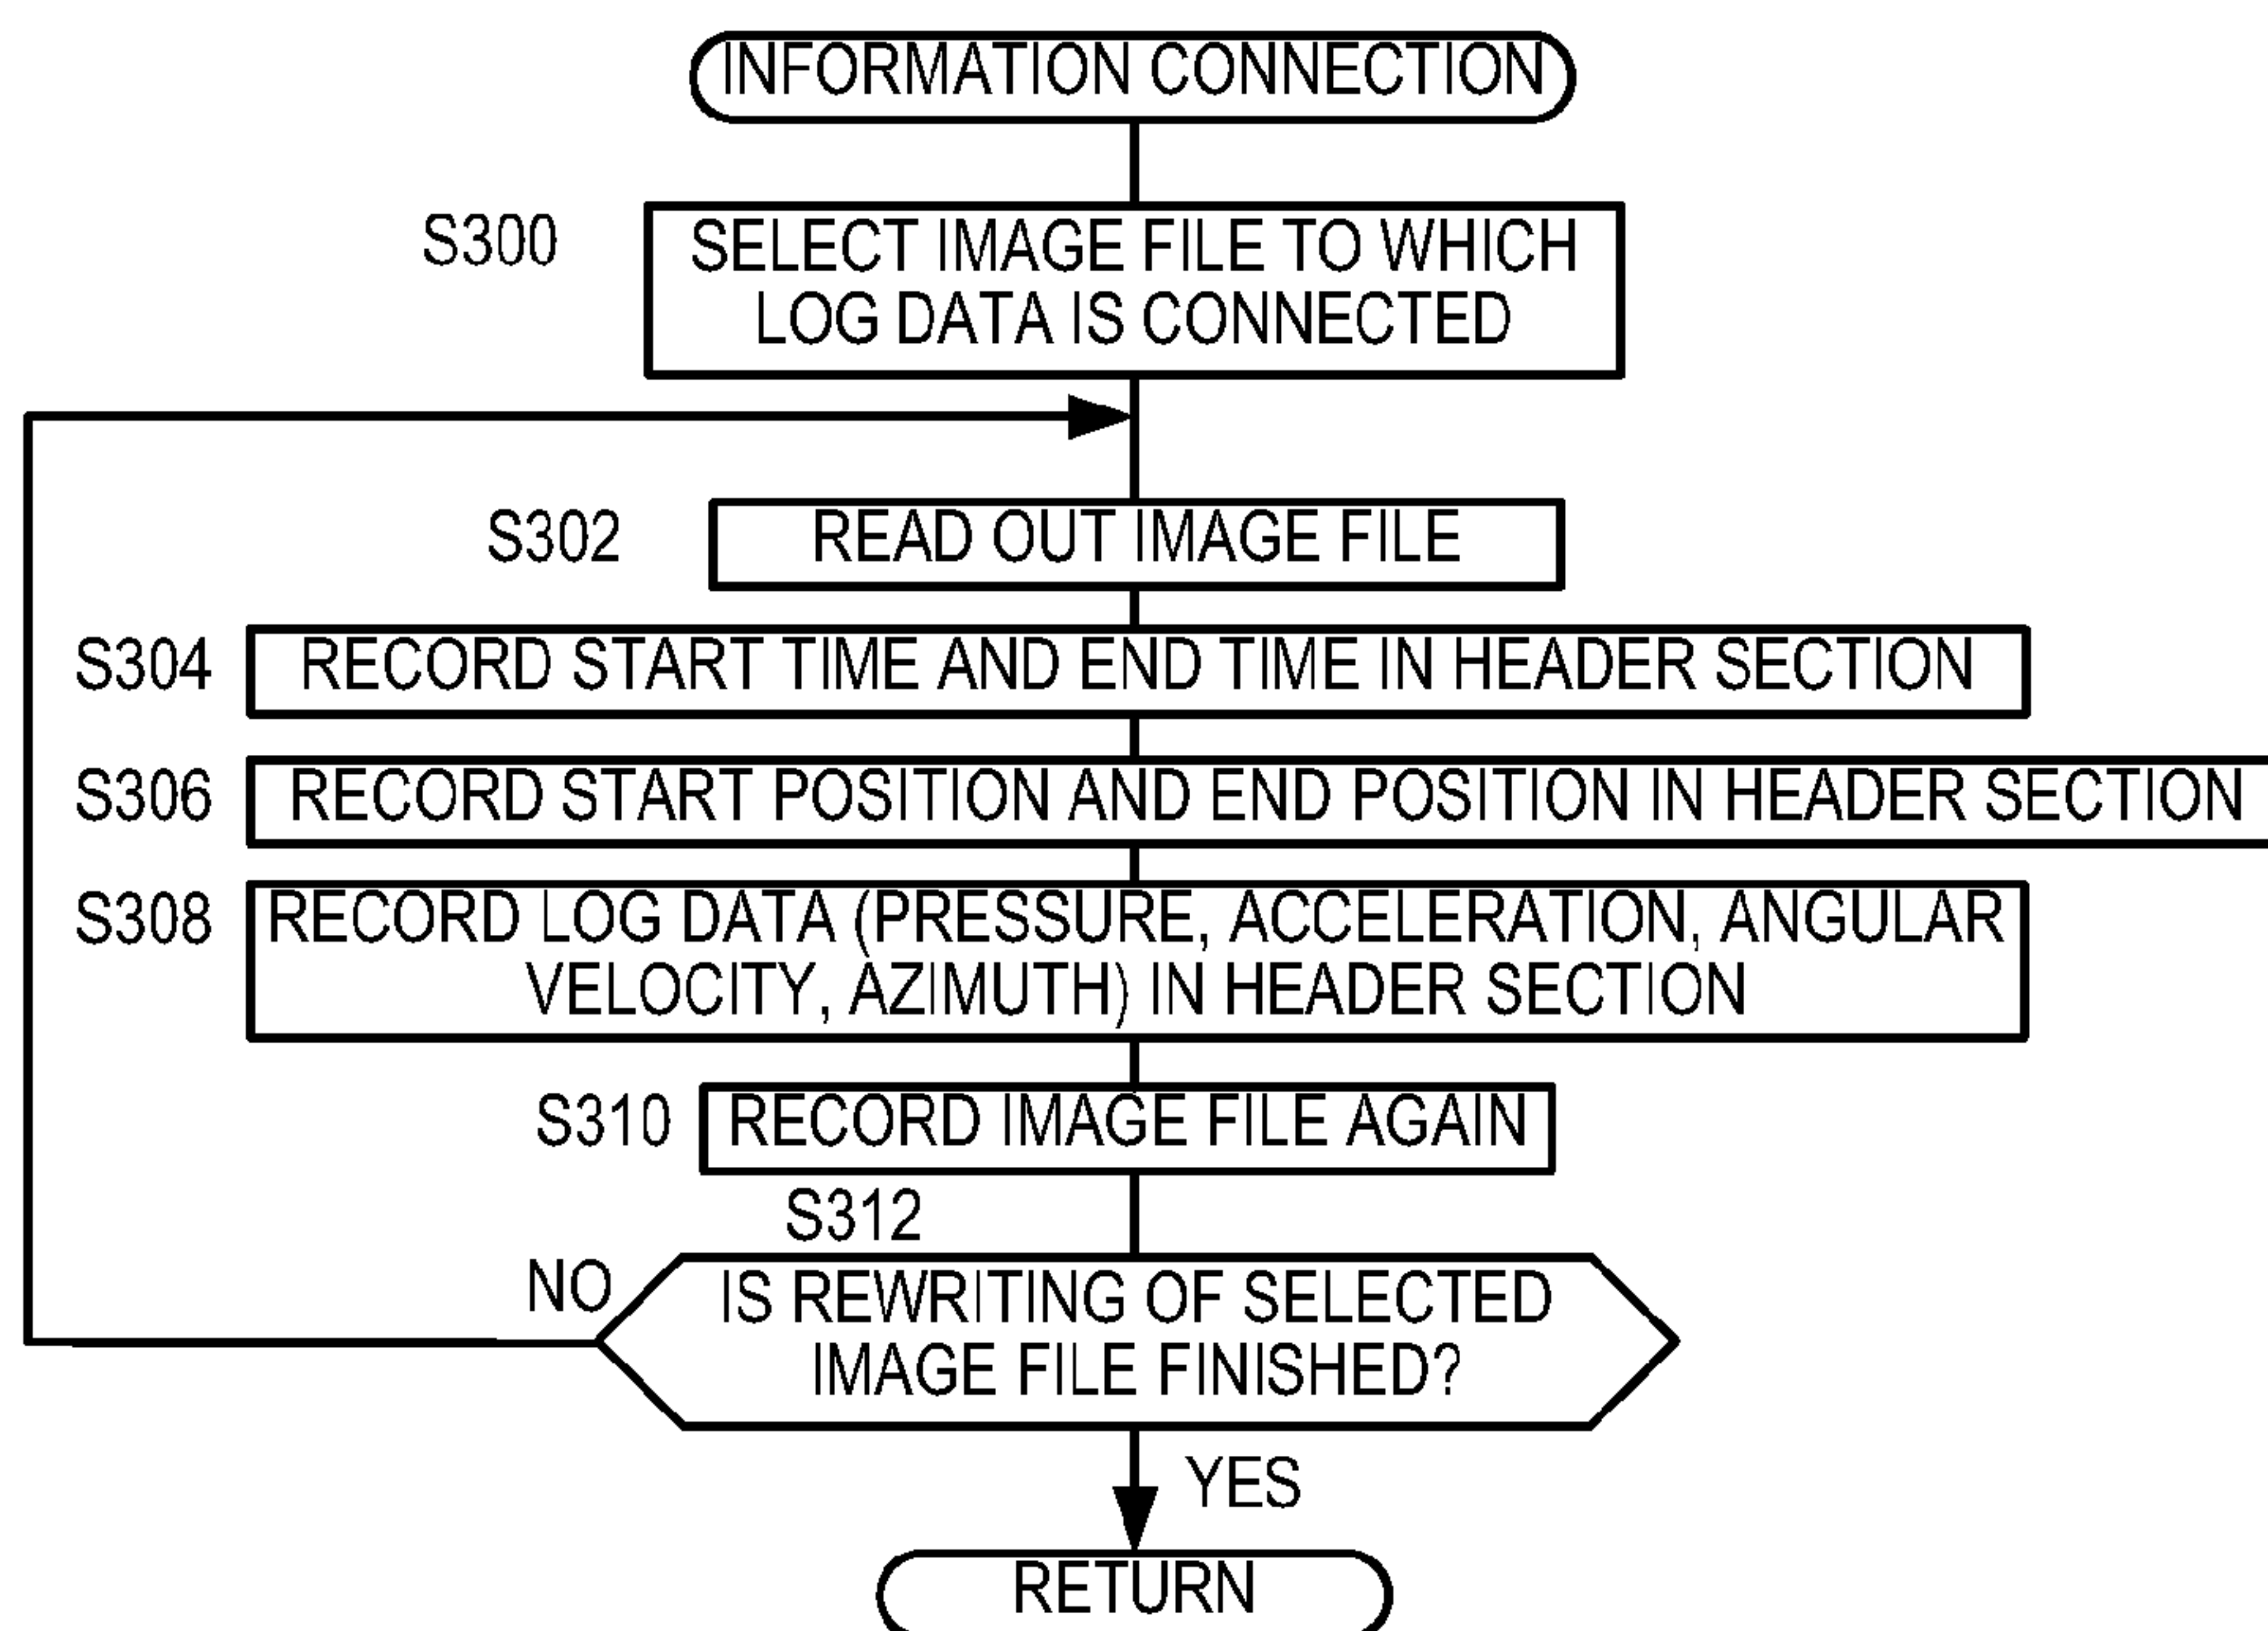 INFORMATION CONNECTION
S300
SELECT IMAGE FILE TO WHICH
LOG DATA IS CONNECTED
S302
READ OUT IMAGE FILE
S304
RECORD START TIME AND END TIME IN HEADER SECTION
S306
RECORD START POSITION AND END POSITION IN HEADER SECTION
S308
RECORD LOG DATA (PRESSURE, ACCELERATION, ANGULAR
VELOCITY, AZIMUTH) IN HEADER SECTION
S310
RECORD IMAGE FILE AGAIN
S312
NO
IS REWRITING OF SELECTED
IMAGE FILE FINISHED?
YES
RETURN